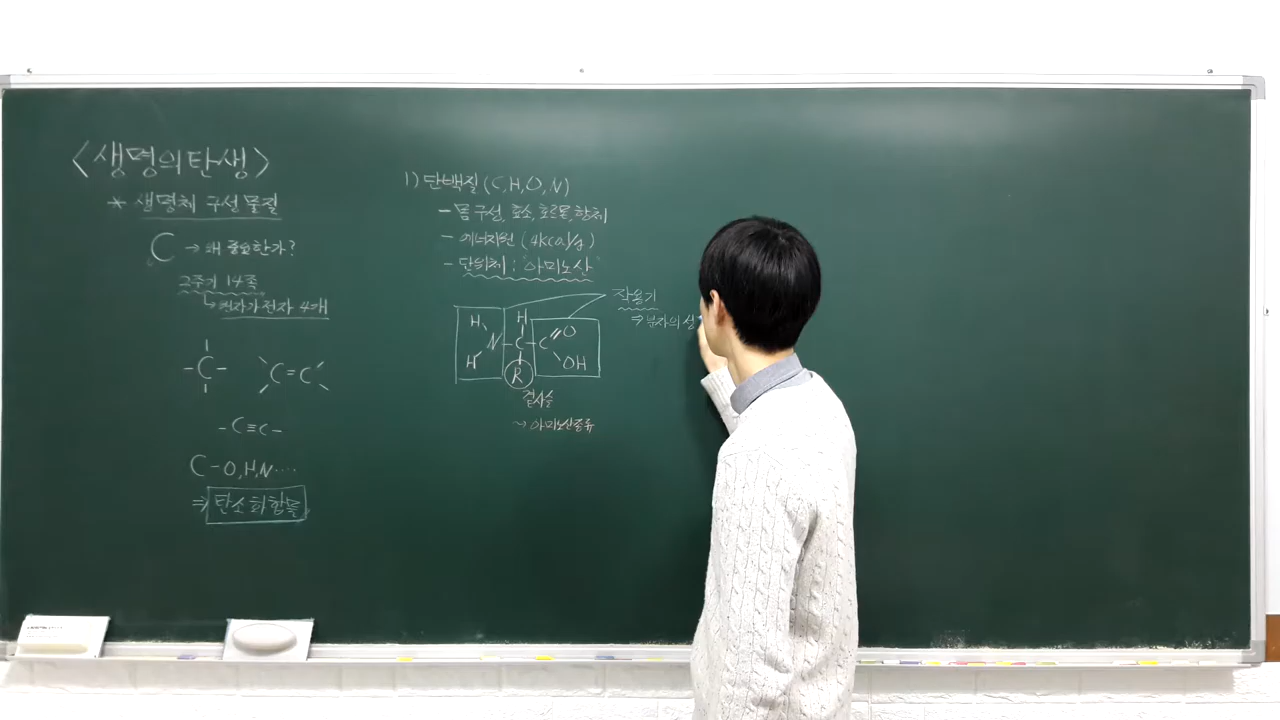 <생명의 탄생>
* 생명체 구성 물질
C → 왜 중요한가?
2주기 14족
↳ 원자가 전자 4개
-C- C=C
-C≡C-
C-O,H,N....
⇒ 탄소 화합물
1) 단백질 (C,H,O,N)
- 몸 구성, 효소, 호르몬, 항체
- 에너지원 (4kcal/g)
- 단위체 : 아미노산
작용기
⇒ 분자의 성
H H O
N-C-C
H R OH
곁사슬
~> 아미노산 종류